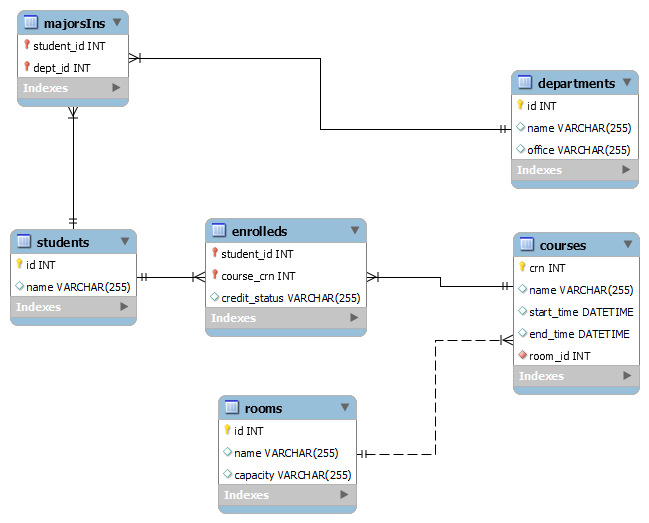 majorsIns
student_id INT
dept_id INT
Indexes
departments
id INT
name VARCHAR(255)
office VARCHAR(255)
Indexes
students
id INT
name VARCHAR(255)
Indexes
enrolleds
student_id INT
course_crn INT
credit_status VARCHAR(255)
Indexes
courses
crn INT
name VARCHAR(255)
start_time DATETIME
end_time DATETIME
room_id INT
Indexes
rooms
id INT
name VARCHAR(255)
capacity VARCHAR(255)
Indexes